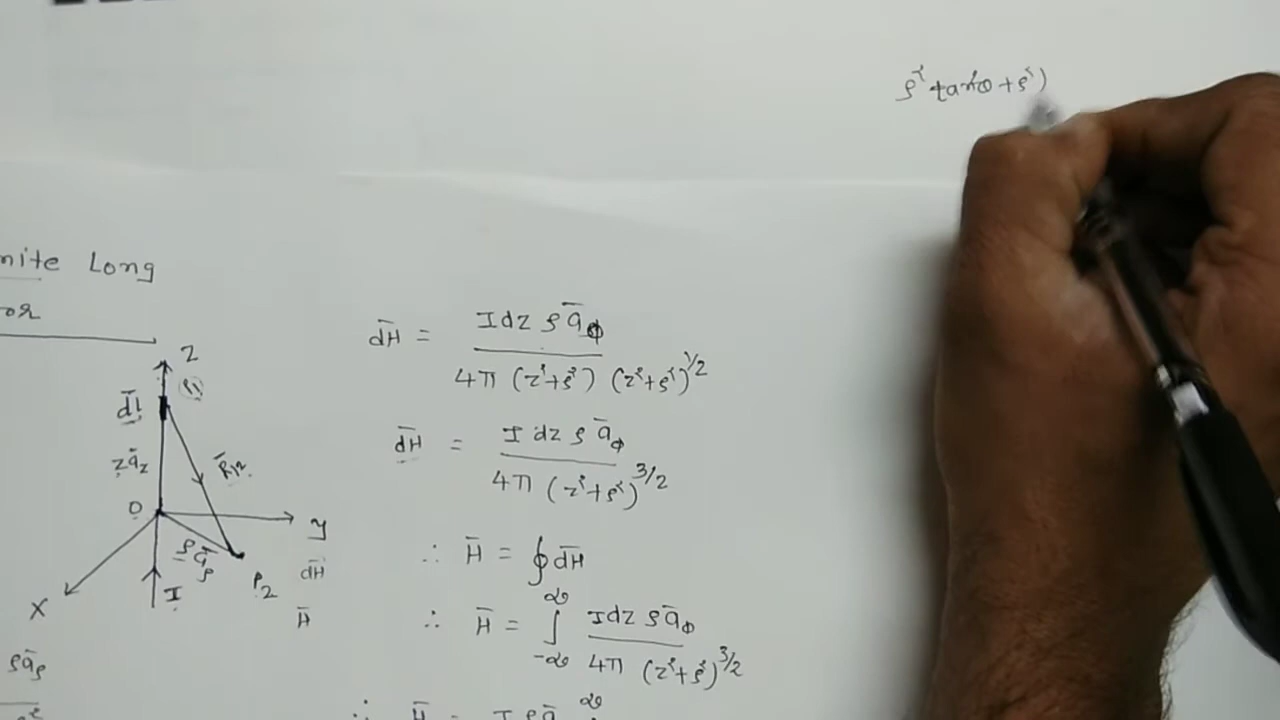 ρ² tan²θ + ρ²)
nite Long
or
dH̄ = I dz ρ āϕ / 4π (z²+ρ²) (z²+ρ²)^1/2
Z
P1
dl̄
zāz
R̄12
O
y
ρāρ
P2
I
X
dH̄
H̄
dH̄ = I dz ρ āϕ / 4π (z²+ρ²)^3/2
∴ H̄ = ∮ dH̄
∴ H̄ = ∫_-∞^∞ I dz ρ āϕ / 4π (z²+ρ²)^3/2
ρāρ
∴ H̄ = I ρ ā ∞